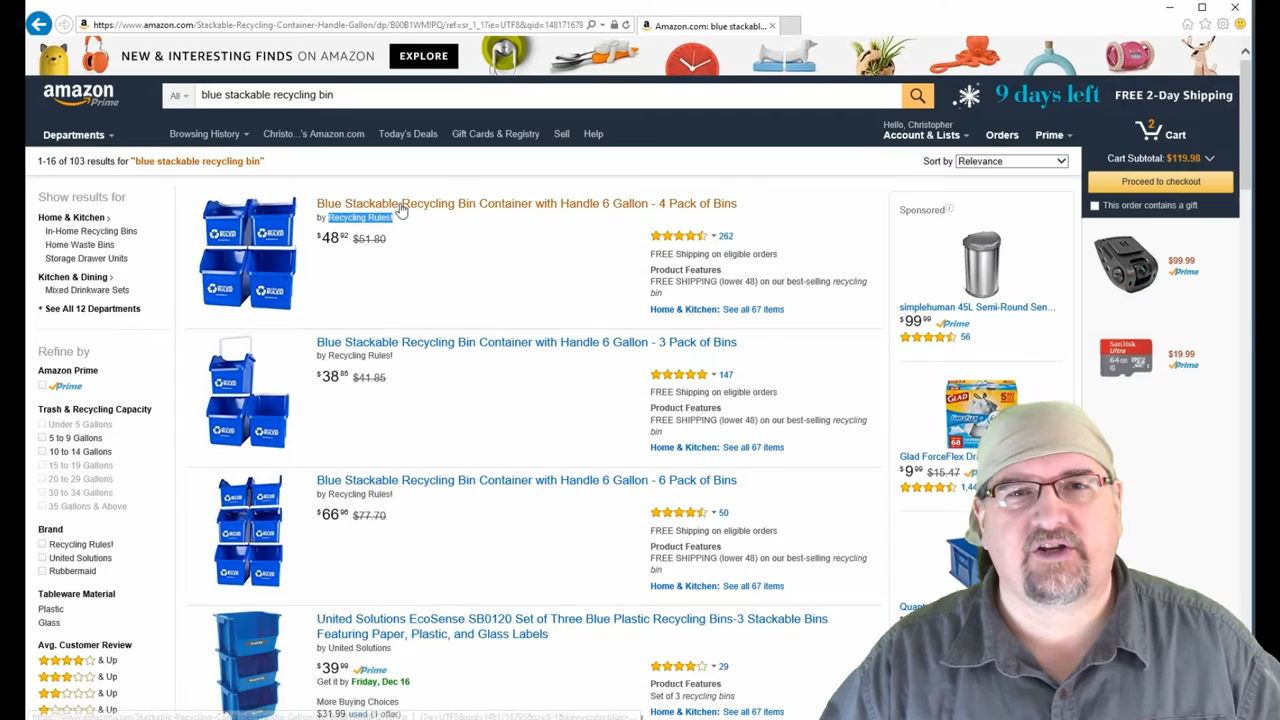 https://www.amazon.com/Stackable-Recycling-Container-Handle-Gallon/dp/B00B1WMIPQ/ref=sr_1_1?ie=UTF8&qid=148171679
Amazon.com: blue stackabl...
NEW & INTERESTING FINDS ON AMAZON
EXPLORE
amazon
Prime
All
blue stackable recycling bin
9 days left
FREE 2-Day Shipping
Departments
Browsing History
Christo...'s Amazon.com
Today's Deals
Gift Cards & Registry
Sell
Help
Hello, Christopher
Account & Lists
Orders
Prime
2
Cart
1-16 of 103 results for "blue stackable recycling bin"
Sort by
Relevance
Cart Subtotal: $119.98
Proceed to checkout
This order contains a gift
$99.99
Prime
SanDisk
Ultra
64GB
$19.99
Prime
Show results for
Home & Kitchen
In-Home Recycling Bins
Home Waste Bins
Storage Drawer Units
Kitchen & Dining
Mixed Drinkware Sets
+ See All 12 Departments
Refine by
Amazon Prime
Prime
Trash & Recycling Capacity
Under 5 Gallons
5 to 9 Gallons
10 to 14 Gallons
15 to 19 Gallons
20 to 29 Gallons
30 to 34 Gallons
35 Gallons & Above
Brand
Recycling Rules!
United Solutions
Rubbermaid
Tableware Material
Plastic
Glass
Avg. Customer Review
& Up
& Up
& Up
& Up
Blue Stackable Recycling Bin Container with Handle 6 Gallon - 4 Pack of Bins
by Recycling Rules!
$48 92 $51.80
262
FREE Shipping on eligible orders
Product Features
FREE SHIPPING (lower 48) on our best-selling recycling
bin
Home & Kitchen: See all 67 items
Blue Stackable Recycling Bin Container with Handle 6 Gallon - 3 Pack of Bins
by Recycling Rules!
$38 85 $41.85
147
FREE Shipping on eligible orders
Product Features
FREE SHIPPING (lower 48) on our best-selling recycling
bin
Home & Kitchen: See all 67 items
Blue Stackable Recycling Bin Container with Handle 6 Gallon - 6 Pack of Bins
by Recycling Rules!
$66 96 $77.70
50
FREE Shipping on eligible orders
Product Features
FREE SHIPPING (lower 48) on our best-selling recycling
bin
Home & Kitchen: See all 67 items
United Solutions EcoSense SB0120 Set of Three Blue Plastic Recycling Bins-3 Stackable Bins
Featuring Paper, Plastic, and Glass Labels
by United Solutions
$39 99 Prime
Get it by Friday, Dec 16
More Buying Choices
$31.99 used (1 offer)
29
Product Features
Set of 3 recycling bins
Home & Kitchen: See all 67 items
Sponsored
simplehuman 45L Semi-Round Sen...
$99 99 Prime
56
GLAD
68
Glad ForceFlex Dra
$9 99 $15.47
1,44
Quant